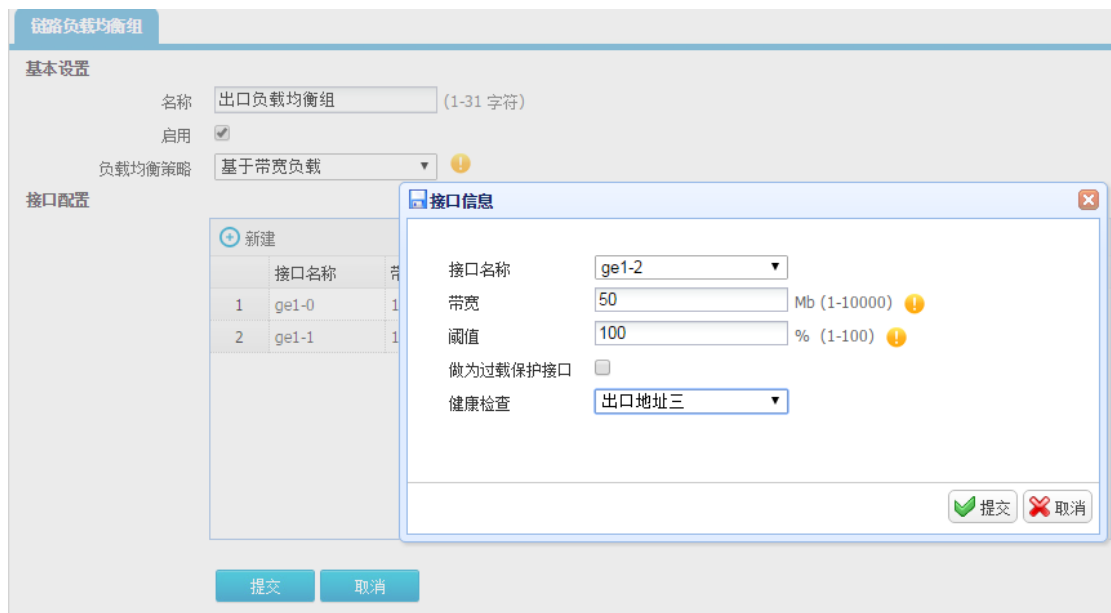 链路负载均衡组
基本设置
名称 出口负载均衡组 (1-31 字符)
启用
负载均衡策略 基于带宽负载
接口配置
新建
接口名称 带
1 ge1-0 1
2 ge1-1 1
接口信息
接口名称 ge1-2
带宽 50 Mb (1-10000)
阈值 100 % (1-100)
做为过载保护接口
健康检查 出口地址三
提交 取消
提交 取消